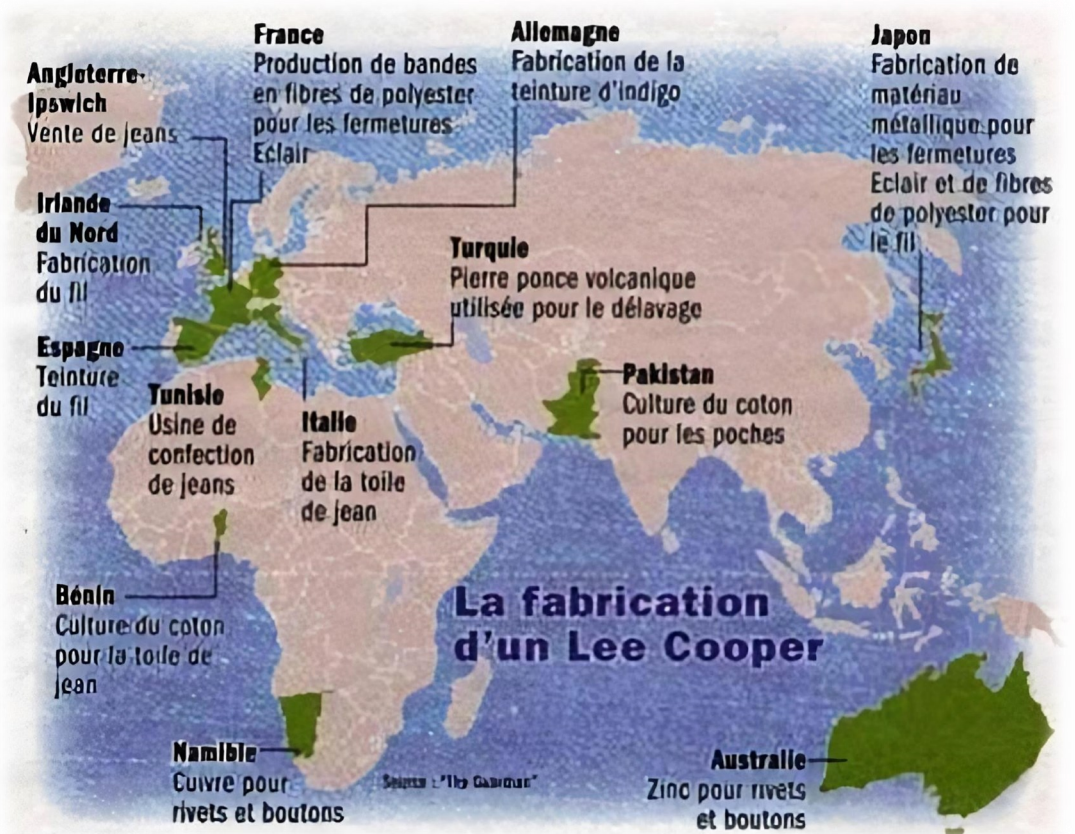 France
Production de bandes
en fibres de polyester
pour les fermetures
Eclair
Allemagne
Fabrication de la
teinture d'indigo
Japon
Fabrication de
matériau
métallique pour
les fermetures
Eclair et de fibres
de polyester pour
le fil
Angleterre-
Ipswich
Vente de jeans
Irlande
du Nord
Fabrication
du fil
Turquie
Pierre ponce volcanique
utilisée pour le délavage
Espagne
Teinture
du fil
Tunisie
Usine de
confection
de jeans
Italie
Fabrication
de la toile
de jean
Pakistan
Culture du coton
pour les poches
Bénin
Culture du coton
pour la toile de
jean
La fabrication
d'un Lee Cooper
Namibie
Cuivre pour
rivets et boutons
Australie
Zinc pour rivets
et boutons